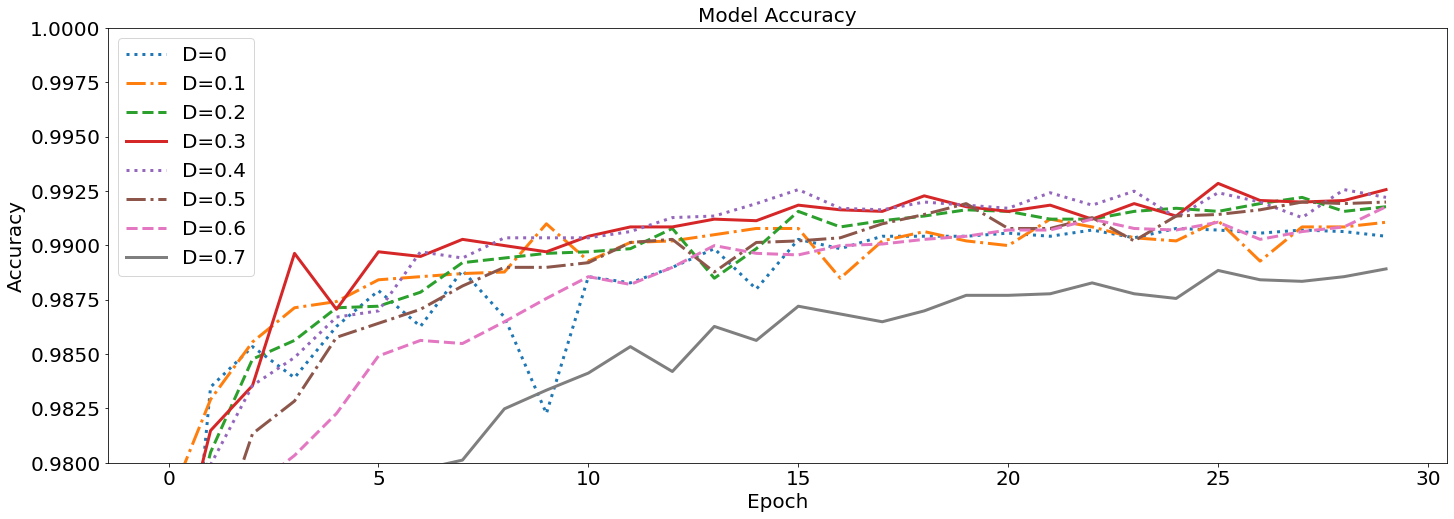 Model Accuracy
1.0000
0.9975
0.9950
0.9925
0.9900
0.9875
0.9850
0.9825
0.9800
Accuracy
D=0
D=0.1
D=0.2
D=0.3
D=0.4
D=0.5
D=0.6
D=0.7
0 5 10 15 20 25 30
Epoch